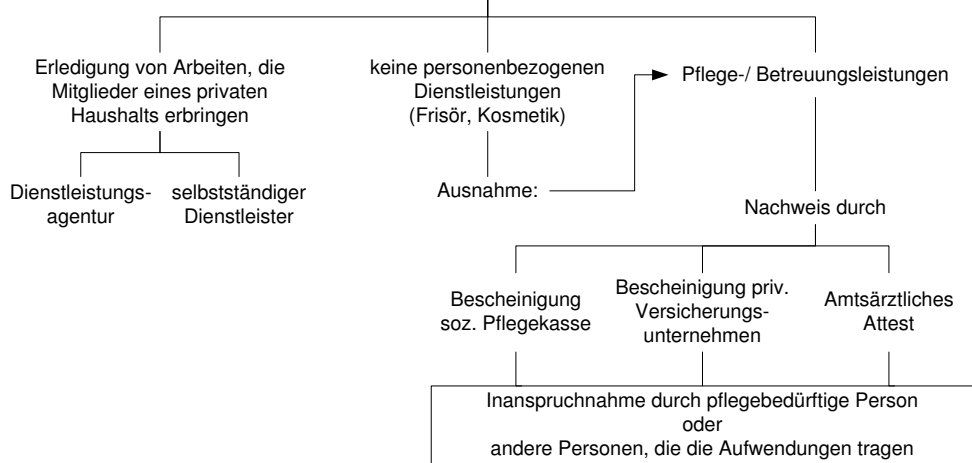 Erledigung von Arbeiten, die
Mitglieder eines privaten
Haushalts erbringen
keine personenbezogenen
Dienstleistungen
(Frisör, Kosmetik)
Pflege-/ Betreuungsleistungen
Dienstleistungs-
agentur
selbstständiger
Dienstleister
Ausnahme:
Nachweis durch
Bescheinigung
soz. Pflegekasse
Bescheinigung priv.
Versicherungs-
unternehmen
Amtsärztliches
Attest
Inanspruchnahme durch pflegebedürftige Person
oder
andere Personen, die die Aufwendungen tragen